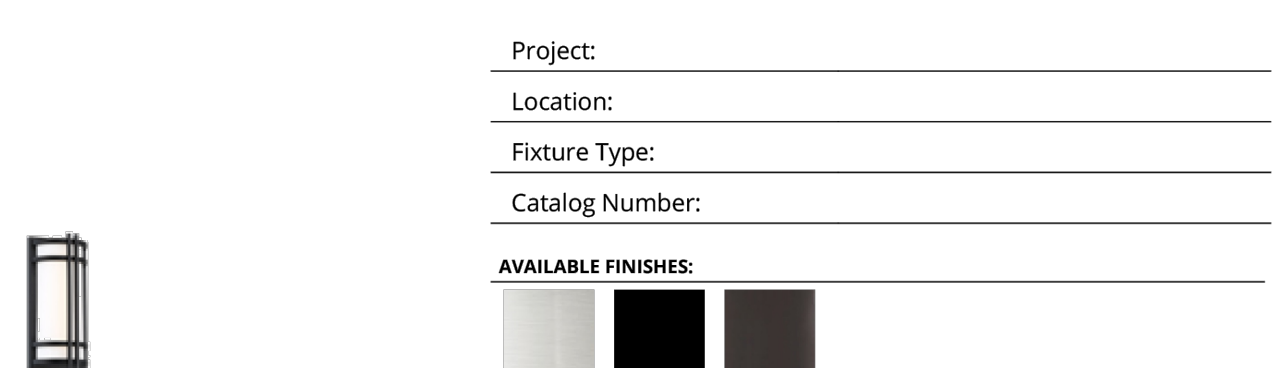 Project:
Location:
Fixture Type:
Catalog Number:
AVAILABLE FINISHES: